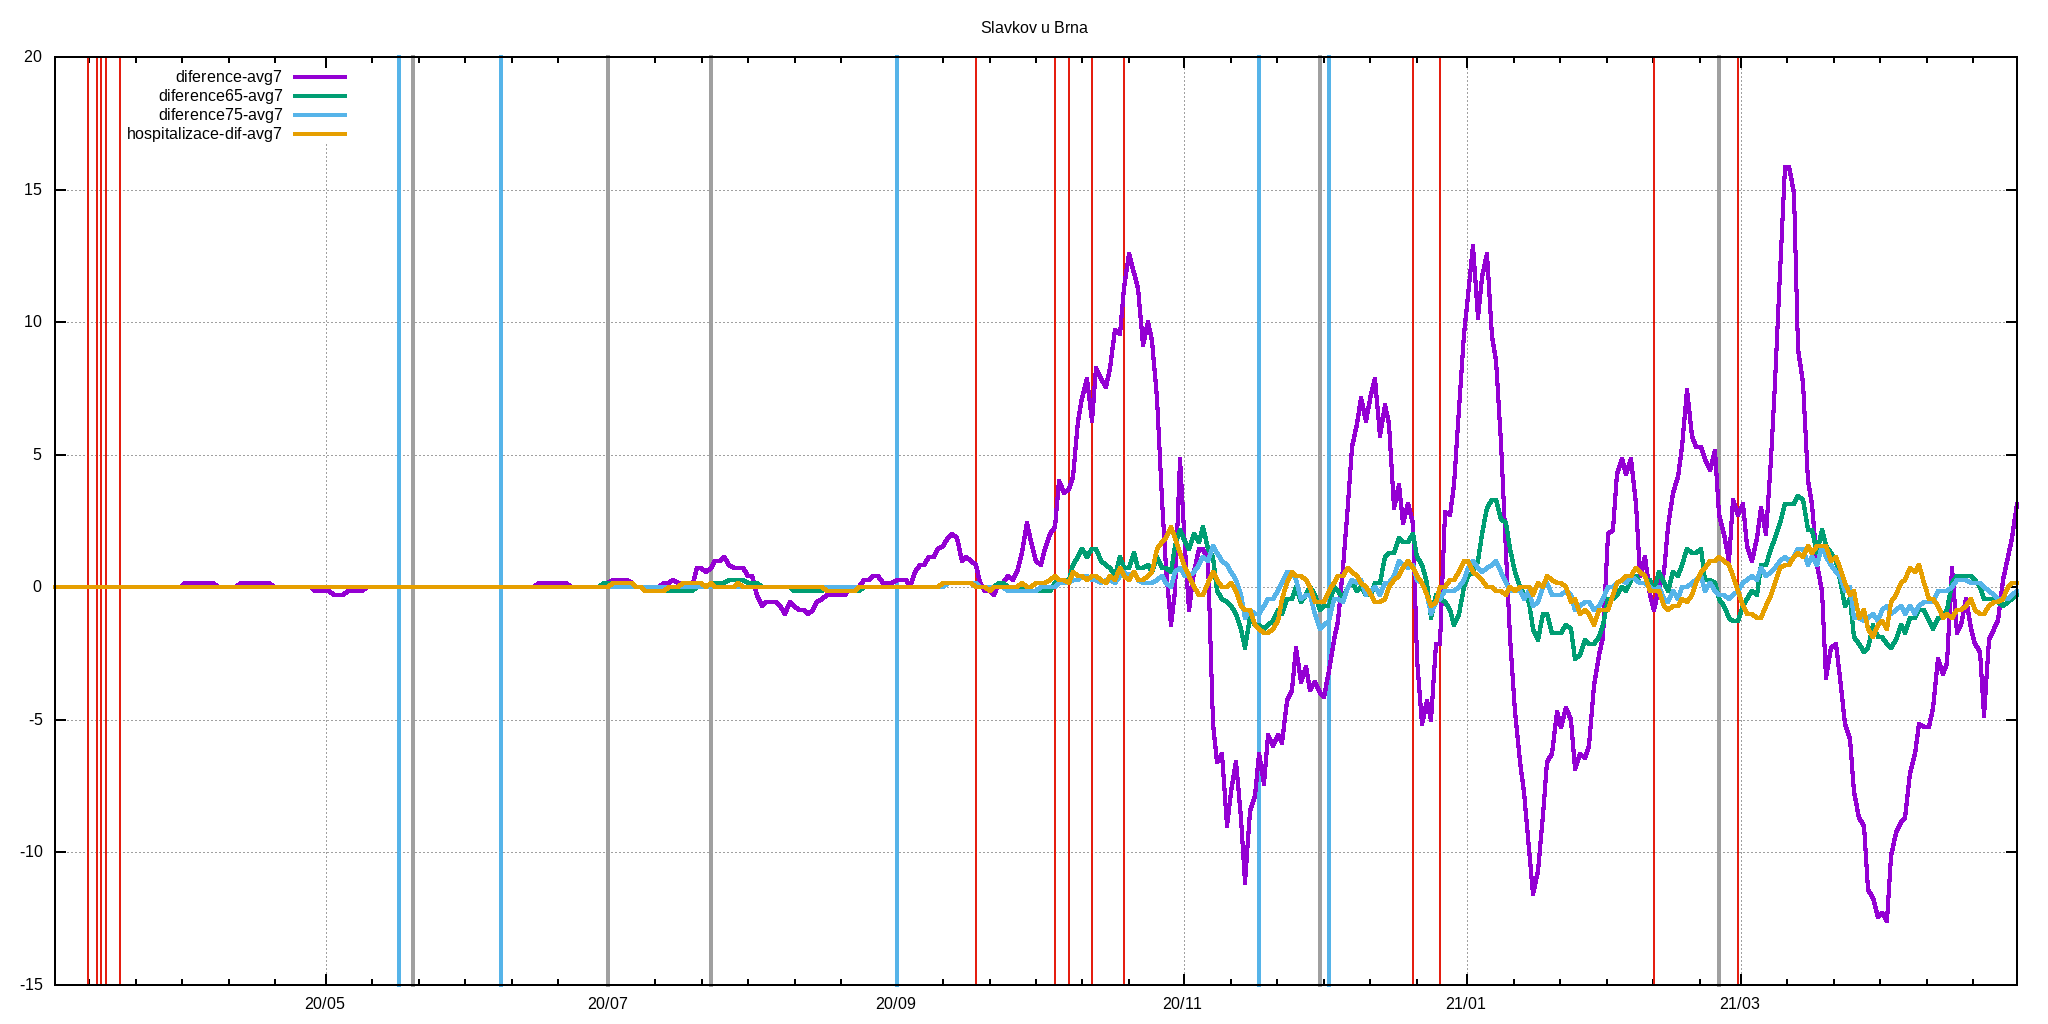 Slavkov u Brna
20
diference-avg7
diference65-avg7
diference75-avg7
hospitalizace-dif-avg7
15
10
5
0
-5
-10
-15
20/05 20/07 20/09 20/11 21/01 21/03